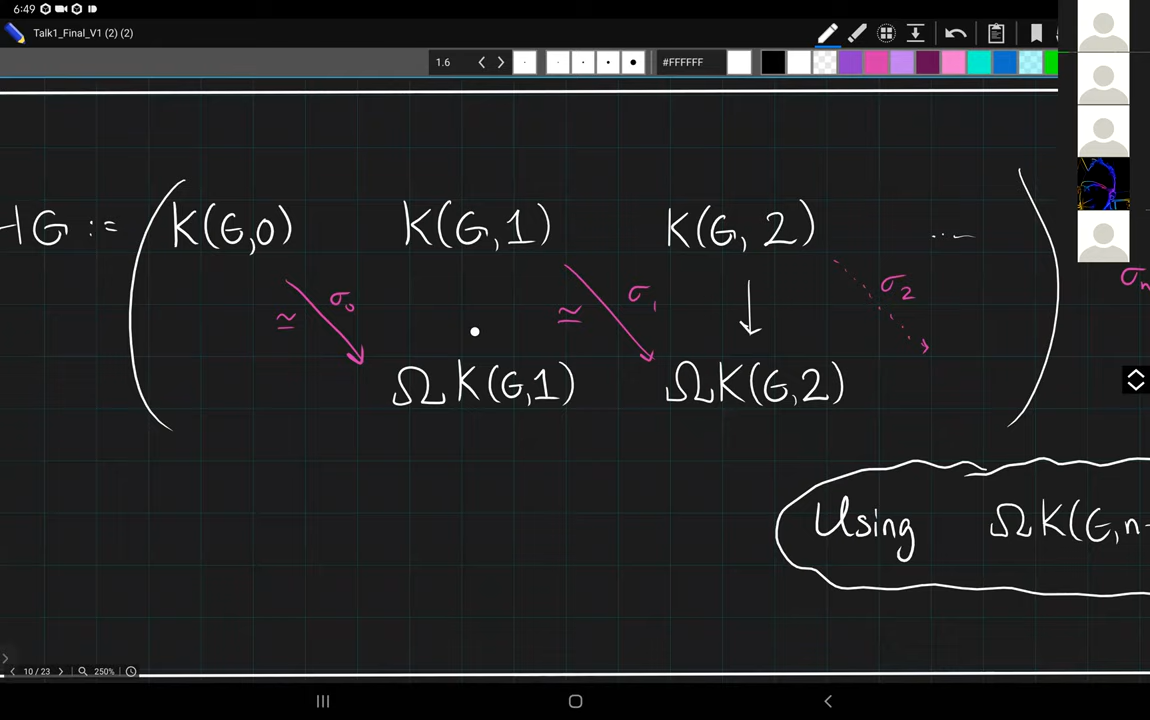 6:49
Talk1_Final_V1 (2) (2)
1.6 #FFFFFF
HG := ( K(G,0) K(G,1) K(G,2) ... )
≅ σ₀ ≅ σ₁ σ₂ σₙ
ΩK(G,1) ΩK(G,2)
Using ΩK(G,n-
10 / 23 250%